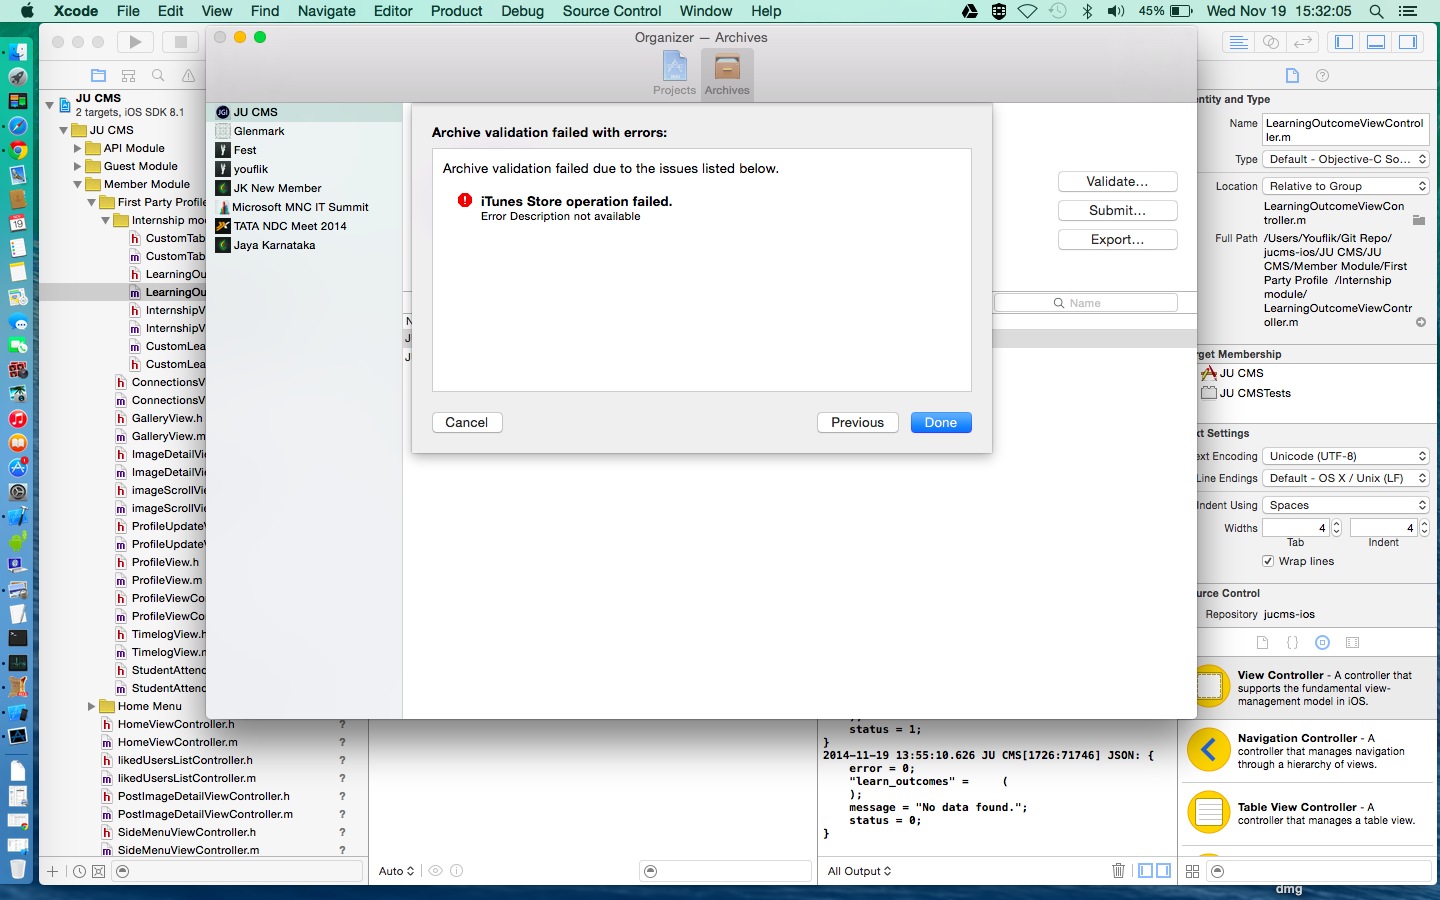 Xcode File Edit View Find Navigate Editor Product Debug Source Control Window Help 45% Wed Nov 19 15:32:05
Organizer — Archives
Projects Archives
JU CMS
2 targets, iOS SDK 8.1
JU CMS
API Module
Guest Module
Member Module
First Party Profile
Internship mo
CustomTab
CustomTab
LearningOu
LearningOu
InternshipV
InternshipV
CustomLea
CustomLea
ConnectionsV
ConnectionsV
GalleryView.h
GalleryView.m
ImageDetailVi
ImageDetailVi
imageScrollVi
imageScrollVi
ProfileUpdateV
ProfileUpdateV
ProfileView.h
ProfileView.m
ProfileViewCo
ProfileViewCo
TimelogView.h
TimelogView.m
StudentAtten
StudentAtten
Home Menu
HomeViewController.h ?
HomeViewController.m ?
likedUsersListController.h ?
likedUsersListController.m ?
PostImageDetailViewController.h ?
PostImageDetailViewController.m ?
SideMenuViewController.h ?
SideMenuViewController.m ?
JU CMS
Glenmark
Fest
youflik
JK New Member
Microsoft MNC IT Summit
TATA NDC Meet 2014
Jaya Karnataka
Archive validation failed with errors:
Archive validation failed due to the issues listed below.
iTunes Store operation failed.
Error Description not available
Cancel Previous Done
Validate...
Submit...
Export...
Name
N
J
J
entity and Type
Name LearningOutcomeViewControl
ler.m
Type Default - Objective-C So...
Location Relative to Group
LearningOutcomeViewCon
troller.m
Full Path /Users/Youflik/Git Repo/
jucms-ios/JU CMS/JU
CMS/Member Module/First
Party Profile /Internship
module/
LearningOutcomeViewContr
oller.m
rget Membership
JU CMS
JU CMSTests
xt Settings
ext Encoding Unicode (UTF-8)
Line Endings Default - OS X / Unix (LF)
Indent Using Spaces
Widths 4 4
Tab Indent
Wrap lines
urce Control
Repository jucms-ios
View Controller - A controller that
supports the fundamental view-
management model in iOS.
Navigation Controller - A
controller that manages navigation
through a hierarchy of views.
Table View Controller - A
controller that manages a table view.
);
status = 1;
}
2014-11-19 13:55:10.626 JU CMS[1726:71746] JSON: {
error = 0;
"learn_outcomes" = (
);
message = "No data found.";
status = 0;
}
Auto
All Output
dmg